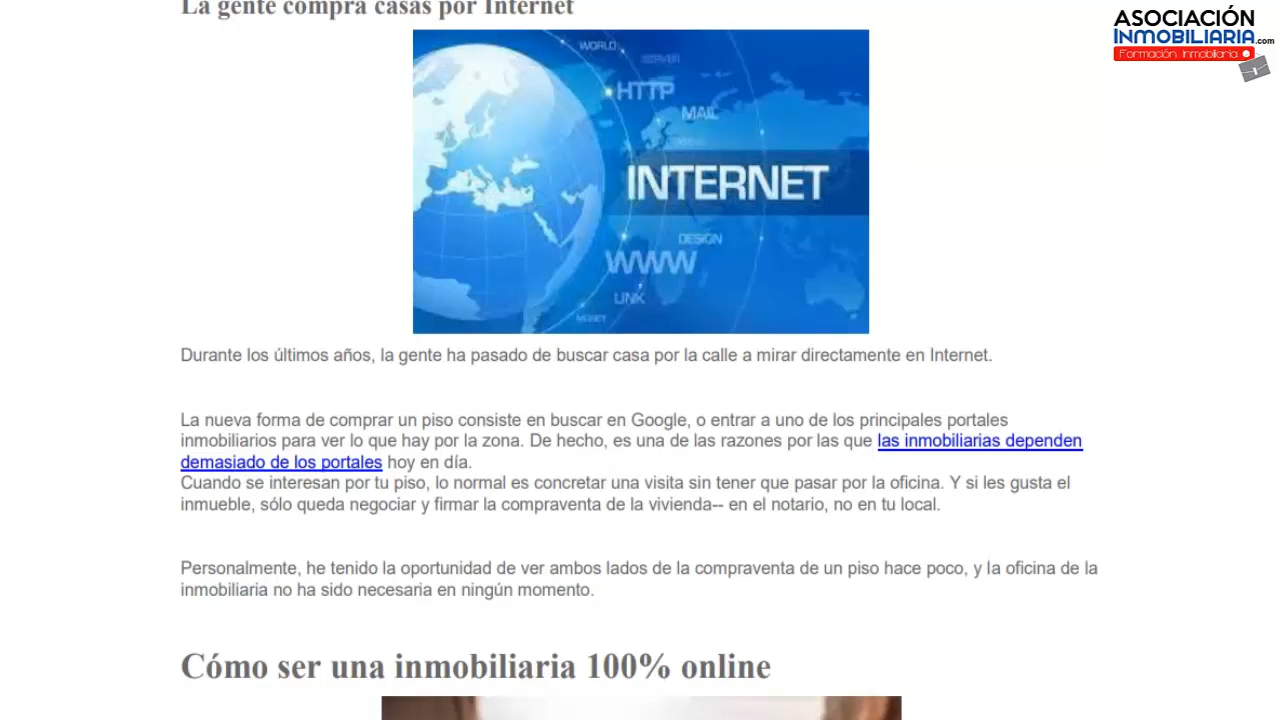 La gente compra casas por Internet
ASOCIACIÓN
INMOBILIARIA.com
Formación Inmobiliaria
WORLD
SERVER
HTTP
MAIL
INTERNET
DESIGN
WWW
LINK
MONEY
Durante los últimos años, la gente ha pasado de buscar casa por la calle a mirar directamente en Internet.
La nueva forma de comprar un piso consiste en buscar en Google, o entrar a uno de los principales portales
inmobiliarios para ver lo que hay por la zona. De hecho, es una de las razones por las que las inmobiliarias dependen
demasiado de los portales hoy en día.
Cuando se interesan por tu piso, lo normal es concretar una visita sin tener que pasar por la oficina. Y si les gusta el
inmueble, sólo queda negociar y firmar la compraventa de la vivienda-- en el notario, no en tu local.
Personalmente, he tenido la oportunidad de ver ambos lados de la compraventa de un piso hace poco, y la oficina de la
inmobiliaria no ha sido necesaria en ningún momento.
Cómo ser una inmobiliaria 100% online